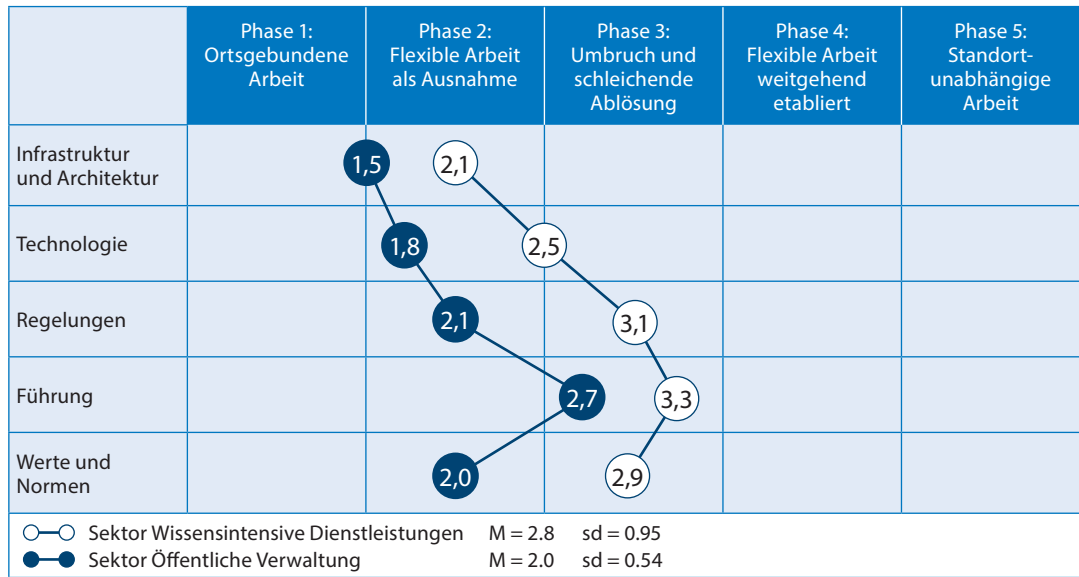 Phase 1:
Ortsgebundene
Arbeit
Phase 2:
Flexible Arbeit
als Ausnahme
Phase 3:
Umbruch und
schleichende
Ablösung
Phase 4:
Flexible Arbeit
weitgehend
etabliert
Phase 5:
Standort-
unabhängige
Arbeit
Infrastruktur
und Architektur
1,5
2,1
Technologie
1,8
2,5
Regelungen
2,1
3,1
Führung
2,7
3,3
Werte und
Normen
2,0
2,9
Sektor Wissensintensive Dienstleistungen M = 2.8 sd = 0.95
Sektor Öffentliche Verwaltung M = 2.0 sd = 0.54